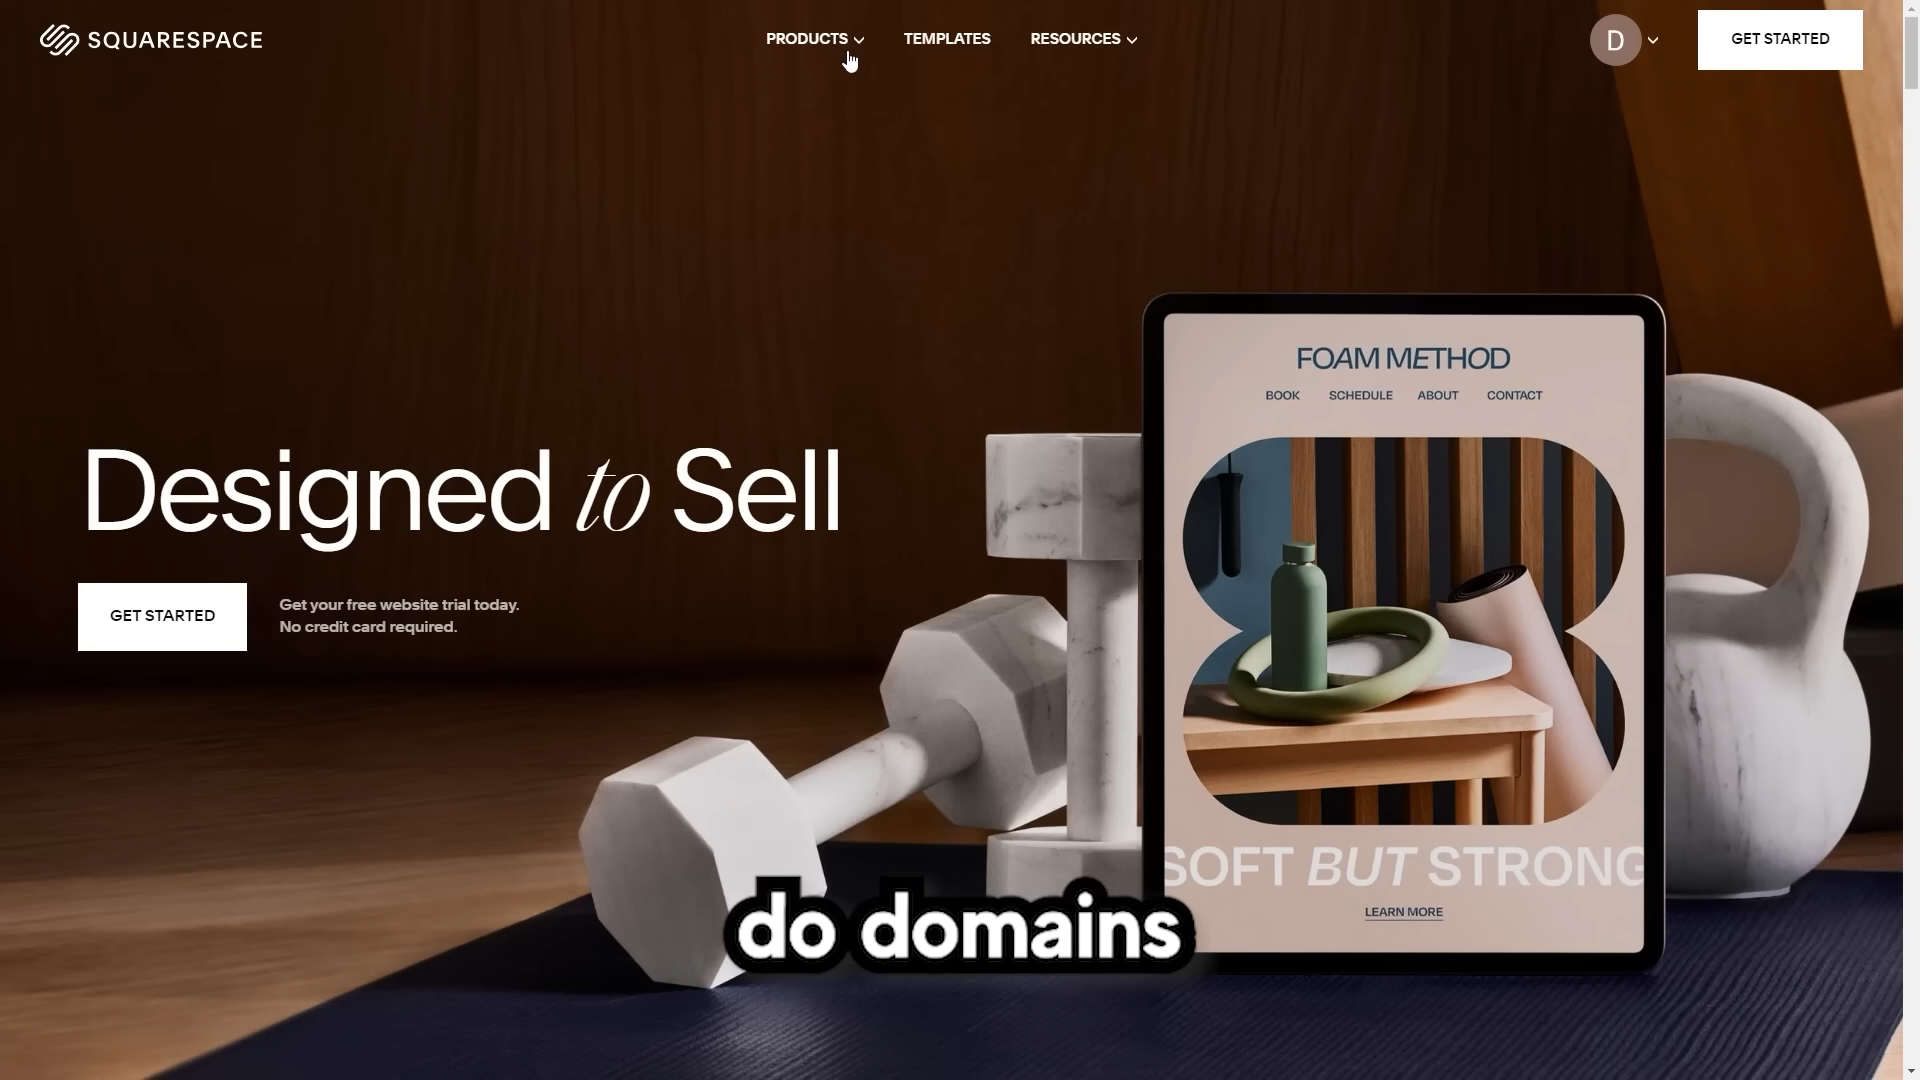 SQUARESPACE
PRODUCTS
TEMPLATES
RESOURCES
D
GET STARTED
FOAM METHOD
BOOK SCHEDULE ABOUT CONTACT
Designed to Sell
GET STARTED
Get your free website trial today.
No credit card required.
SOFT BUT STRONG
LEARN MORE
do domains